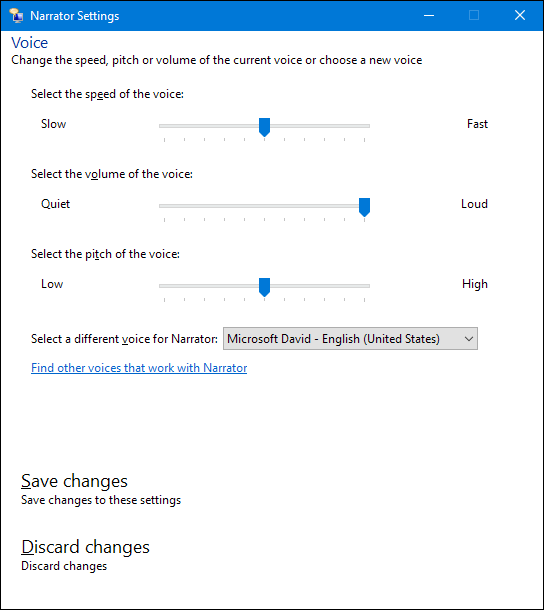 Narrator Settings
Voice
Change the speed, pitch or volume of the current voice or choose a new voice
Select the speed of the voice:
Slow Fast
Select the volume of the voice:
Quiet Loud
Select the pitch of the voice:
Low High
Select a different voice for Narrator: Microsoft David - English (United States)
Find other voices that work with Narrator
Save changes
Save changes to these settings
Discard changes
Discard changes